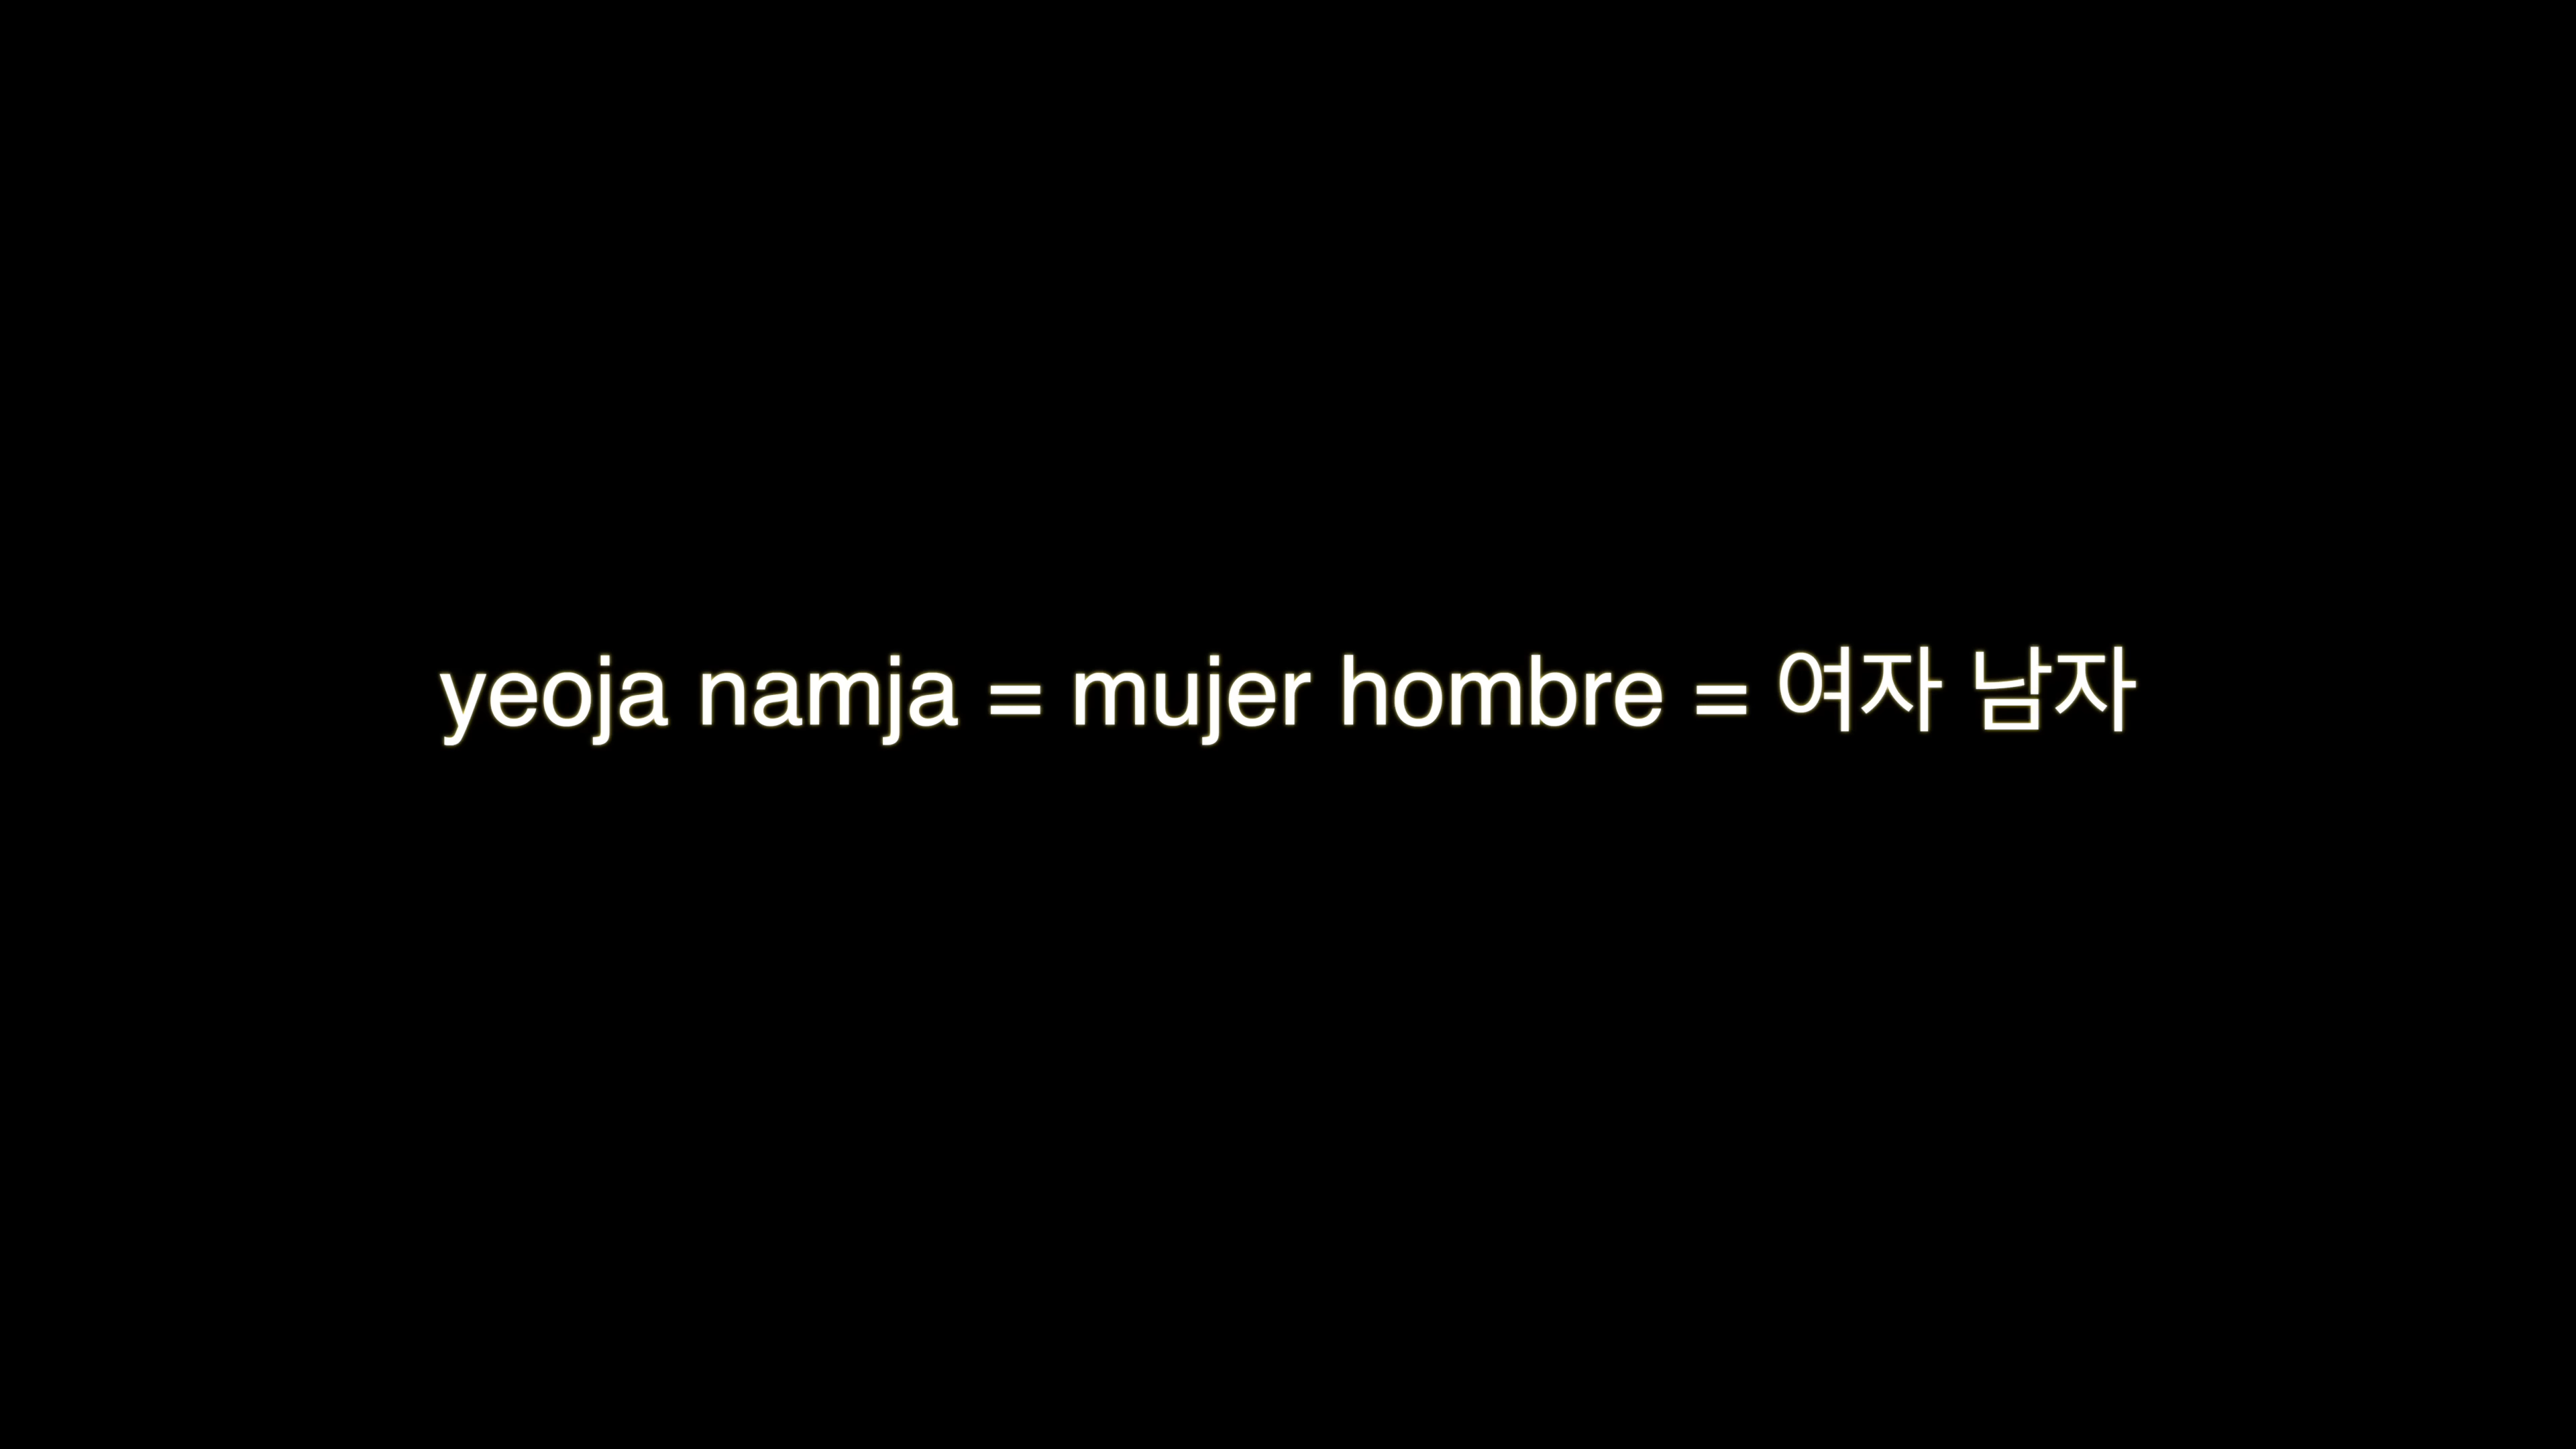 yeoja namja = mujer hombre = 여자 남자